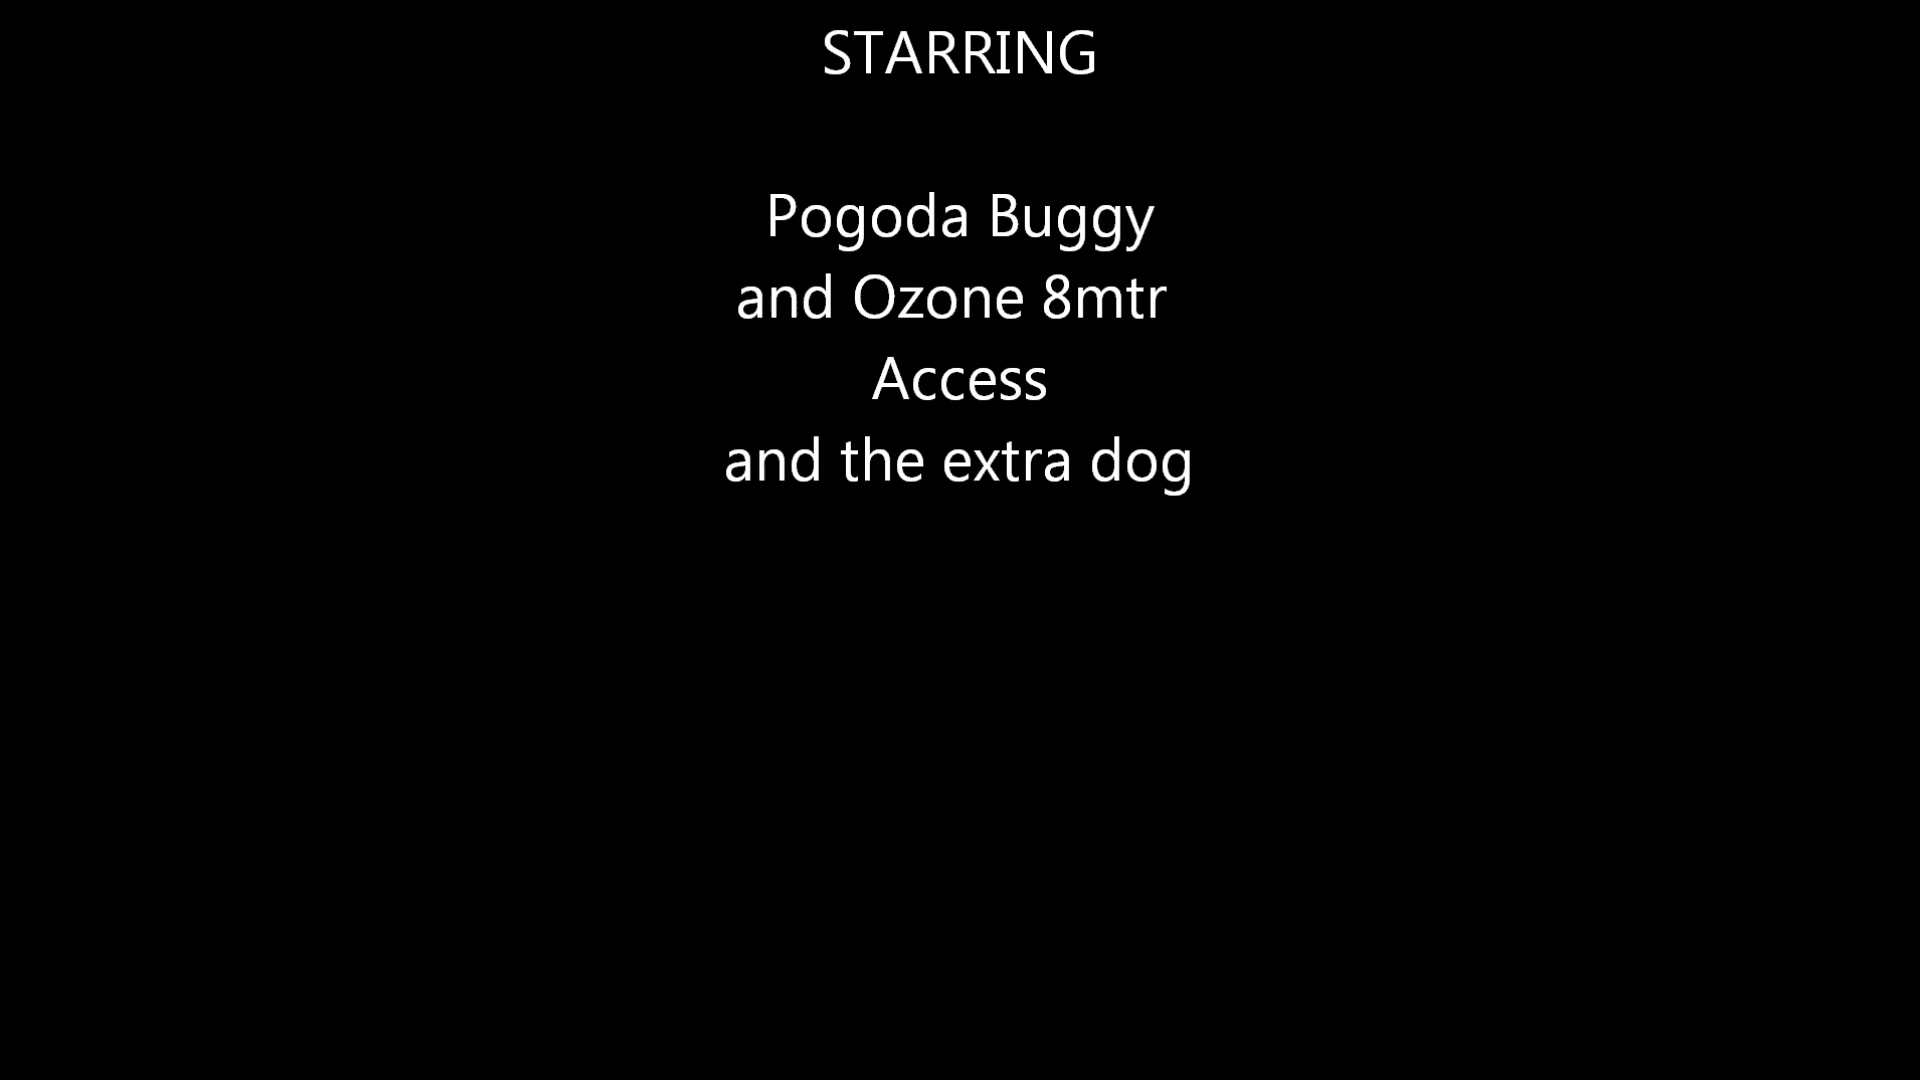 STARRING
Pogoda Buggy
and Ozone 8mtr
Access
and the extra dog